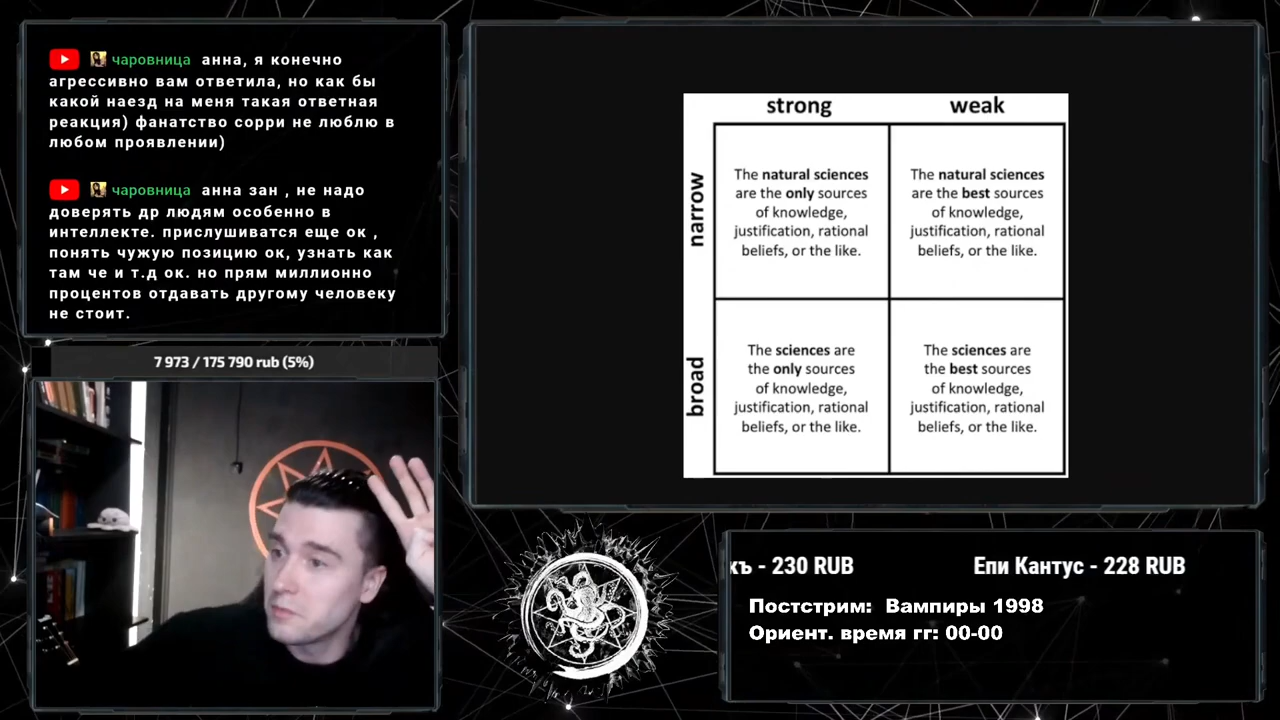 чаровница анна, я конечно
агрессивно вам ответила, но как бы
какой наезд на меня такая ответная
реакция) фанатство сорри не люблю в
любом проявлении)
чаровница анна зан , не надо
доверять др людям особенно в
интеллекте. прислушиватся еще ок ,
понять чужую позицию ок, узнать как
там че и т.д ок. но прям миллионно
процентов отдавать другому человеку
не стоит.
7 973 / 175 790 rub (5%)
strong weak
narrow
The natural sciences
are the only sources
of knowledge,
justification, rational
beliefs, or the like.
The natural sciences
are the best sources
of knowledge,
justification, rational
beliefs, or the like.
broad
The sciences are
the only sources
of knowledge,
justification, rational
beliefs, or the like.
The sciences are
the best sources
of knowledge,
justification, rational
beliefs, or the like.
къ - 230 RUB Епи Кантус - 228 RUB
Постстрим: Вампиры 1998
Ориент. время гг: 00-00